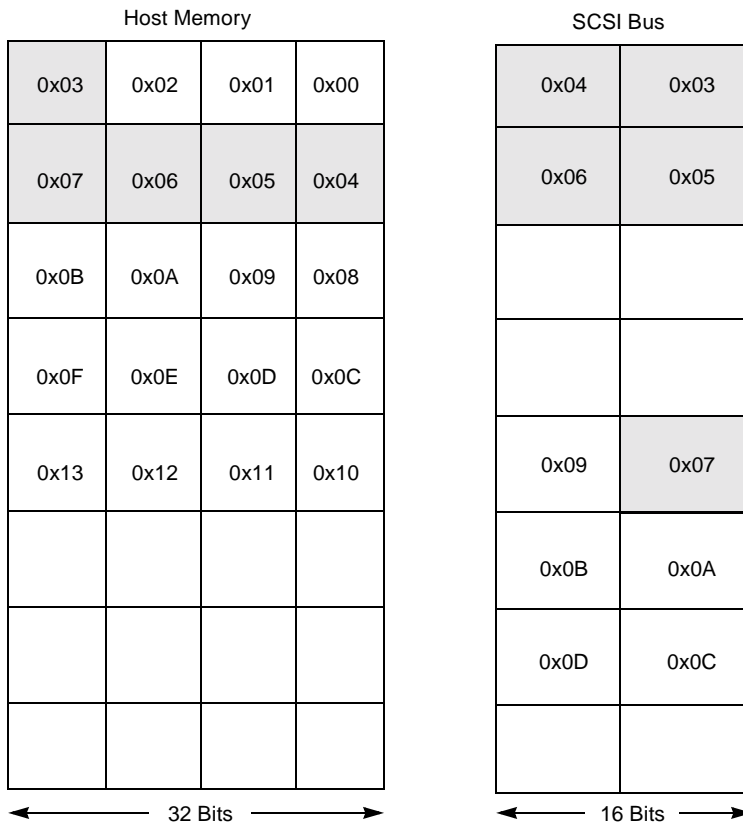 Host Memory
SCSI Bus
0x03 0x02 0x01 0x00
0x04 0x03
0x07 0x06 0x05 0x04
0x06 0x05
0x0B 0x0A 0x09 0x08
0x0F 0x0E 0x0D 0x0C
0x13 0x12 0x11 0x10
0x09 0x07
0x0B 0x0A
0x0D 0x0C
32 Bits
16 Bits